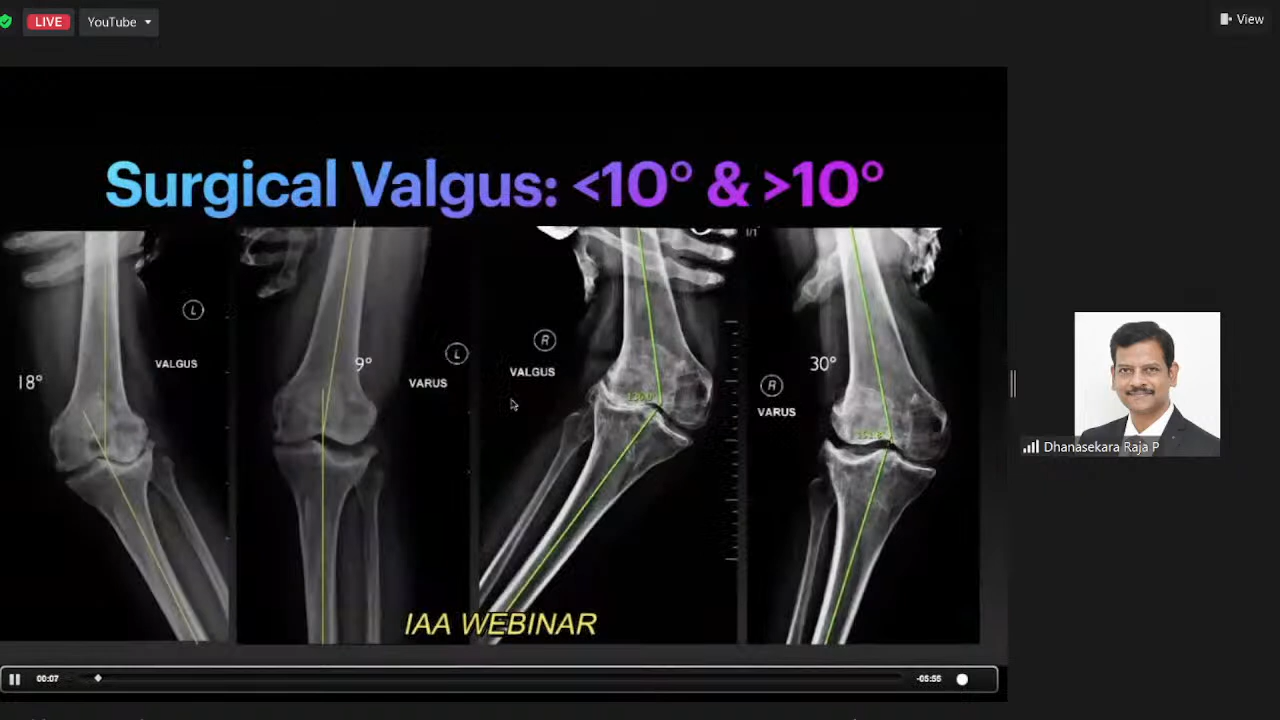 LIVE
YouTube
View
Surgical Valgus: <10° & >10°
L
VALGUS
18°
9°
L
VARUS
R
VALGUS
30°
R
VARUS
Dhanasekara Raja P
IAA WEBINAR
00:07
-05:55